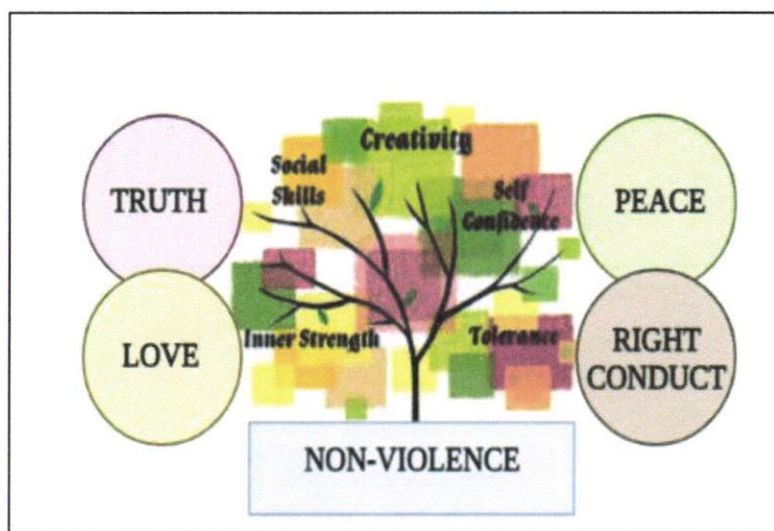 Creativity
Social
Skills
Self
Confidence
TRUTH
PEACE
Inner Strength
Tolerance
LOVE
RIGHT
CONDUCT
NON-VIOLENCE